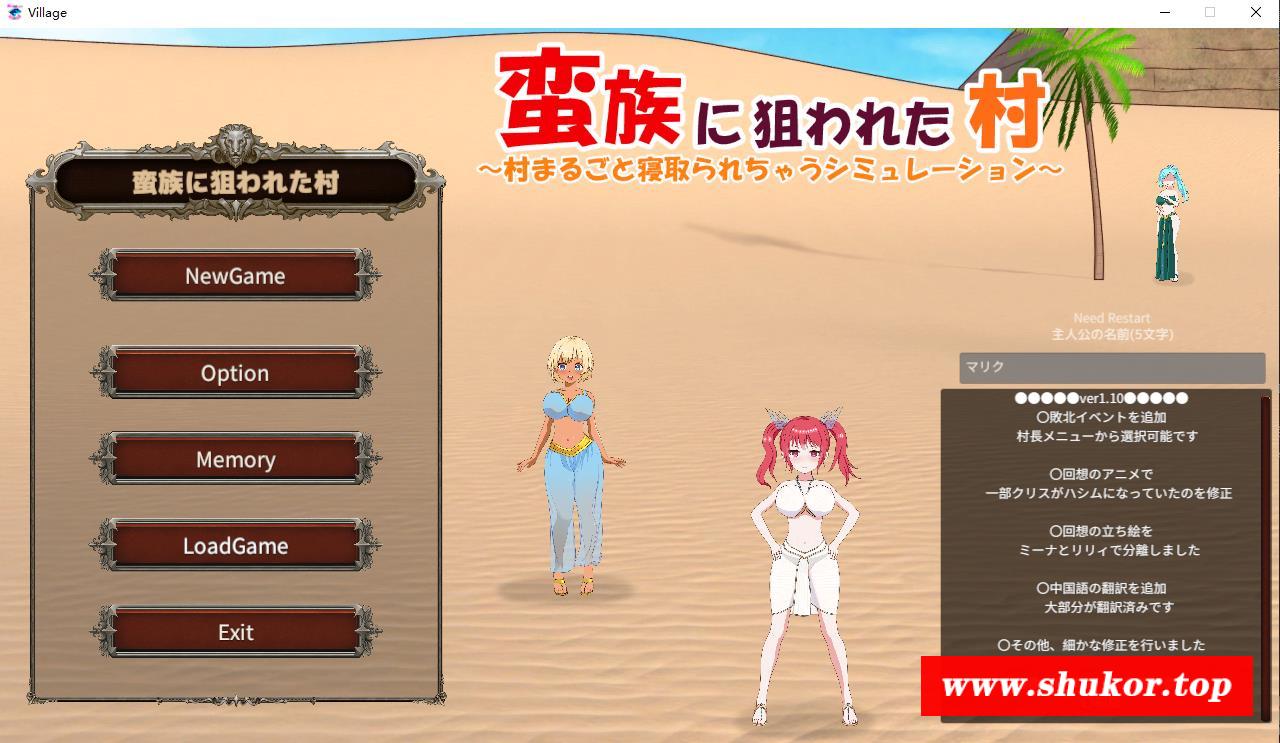 Village
蛮族に狙われた村
～村まるごと寝取られちゃうシミュレーション～
蛮族に狙われた村
NewGame
Option
Memory
LoadGame
Exit
Need Restart
主人公の名前(5文字)
マリク
●●●●●ver1.10●●●●●
〇敗北イベントを追加
村長メニューから選択可能です
〇回想のアニメで
一部クリスがハシムになっていたのを修正
〇回想の立ち絵を
ミーナとリリィで分離しました
〇中国語の翻訳を追加
大部分が翻訳済みです
〇その他、細かな修正を行いました
www.shukor.top